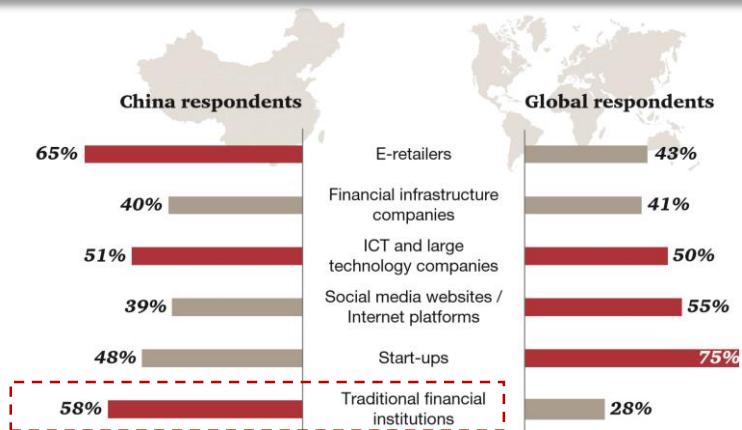 China respondents
Global respondents
65%
E-retailers
43%
40%
Financial infrastructure
companies
41%
51%
ICT and large
technology companies
50%
39%
Social media websites /
Internet platforms
55%
48%
Start-ups
75%
58%
Traditional financial
institutions
28%